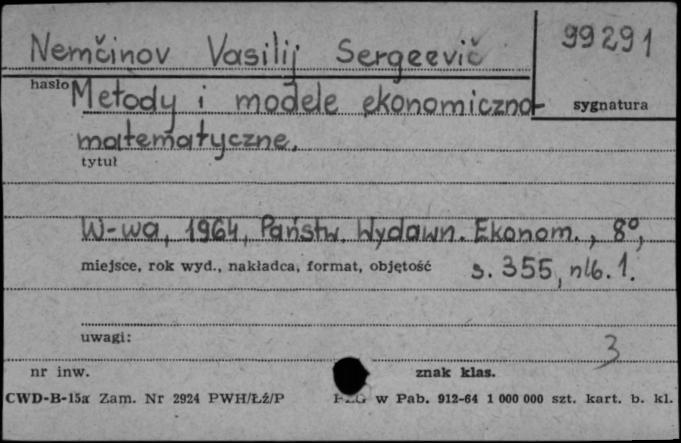 Nemčinov Vasilij Sergeevič
99291
hasło
Metody i modele ekonomiczno-
sygnatura
matematyczne.
tytuł
W-wa, 1964, Państw. Wydawn. Ekonom., 8°,
miejsce, rok wyd., nakładca, format, objętość
s. 355, nlb. 1.
uwagi:
3
nr inw.
znak klas.
CWD-B-15a Zam. Nr 2924 PWH/Łź/P
w Pab. 912-64 1 000 000 szt. kart. b. kl.